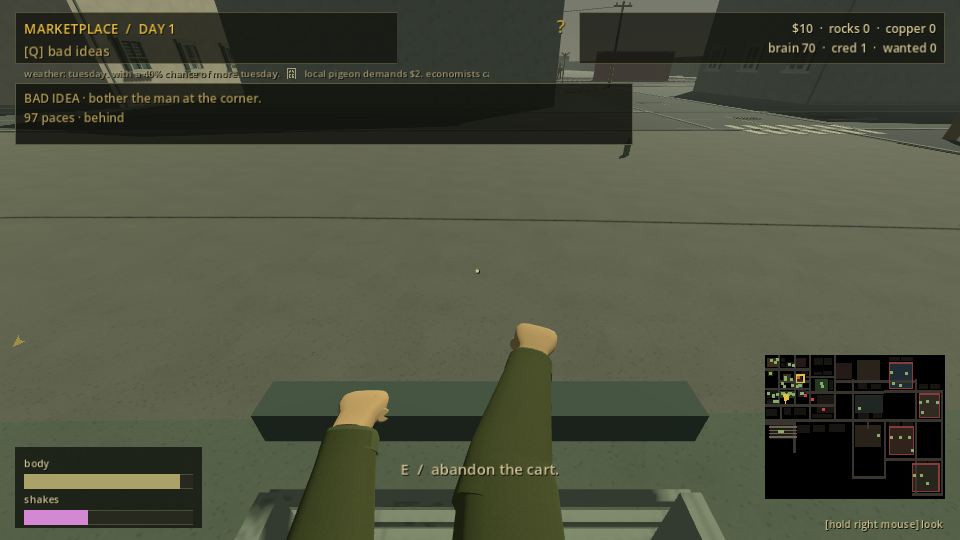 MARKETPLACE / DAY 1
[Q] bad ideas
?
$10 · rocks 0 · copper 0
brain 70 · cred 1 · wanted 0
weather: tuesday. with a 40% chance of more tuesday. local pigeon demands $2. economists c
BAD IDEA · bother the man at the corner.
97 paces · behind
E / abandon the cart.
body
shakes
[hold right mouse] look